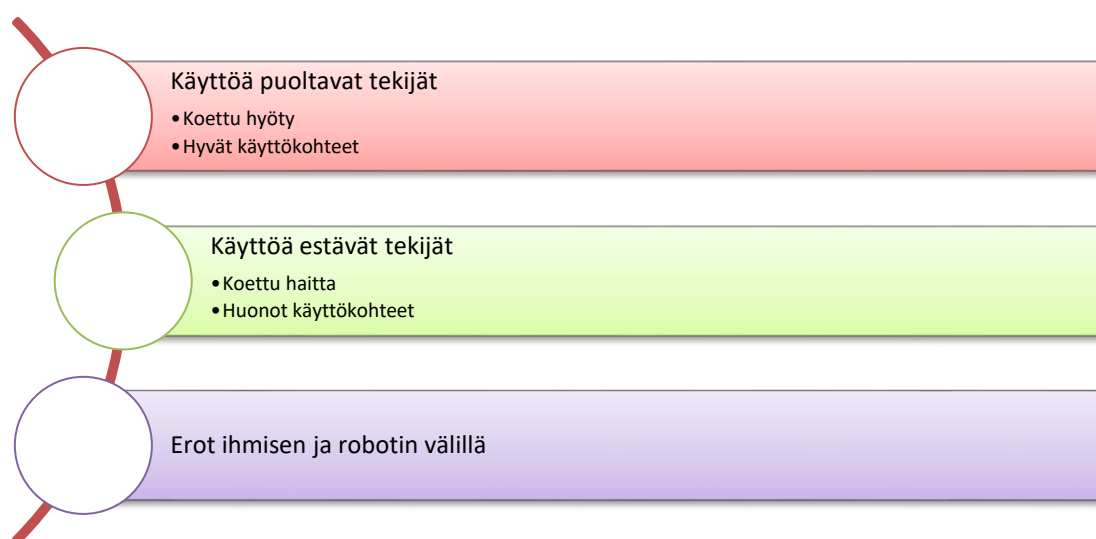 Käyttöä puoltavat tekijät
•Koettu hyöty
•Hyvät käyttökohteet
Käyttöä estävät tekijät
•Koettu haitta
•Huonot käyttökohteet
Erot ihmisen ja robotin välillä